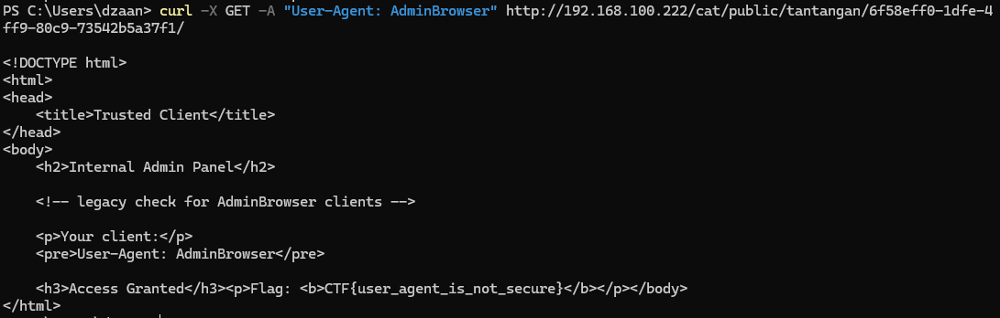 PS C:\Users\dzaan> curl -X GET -A "User-Agent: AdminBrowser" http://192.168.100.222/cat/public/tantangan/6f58eff0-1dfe-4
ff9-80c9-73542b5a37f1/

<!DOCTYPE html>
<html>
<head>
    <title>Trusted Client</title>
</head>
<body>
    <h2>Internal Admin Panel</h2>

    <!-- legacy check for AdminBrowser clients -->

    <p>Your client:</p>
    <pre>User-Agent: AdminBrowser</pre>

    <h3>Access Granted</h3><p>Flag: <b>CTF{user_agent_is_not_secure}</b></p></body>
</html>